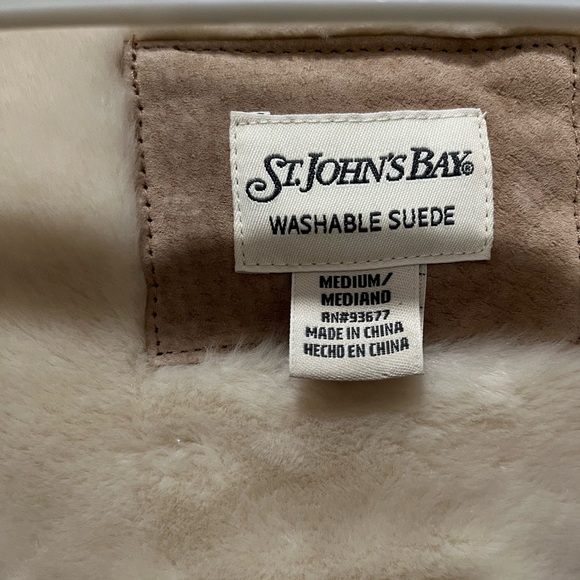 ST. JOHN'S BAY®
WASHABLE SUEDE
MEDIUM/
MEDIANO
RN#93677
MADE IN CHINA
HECHO EN CHINA